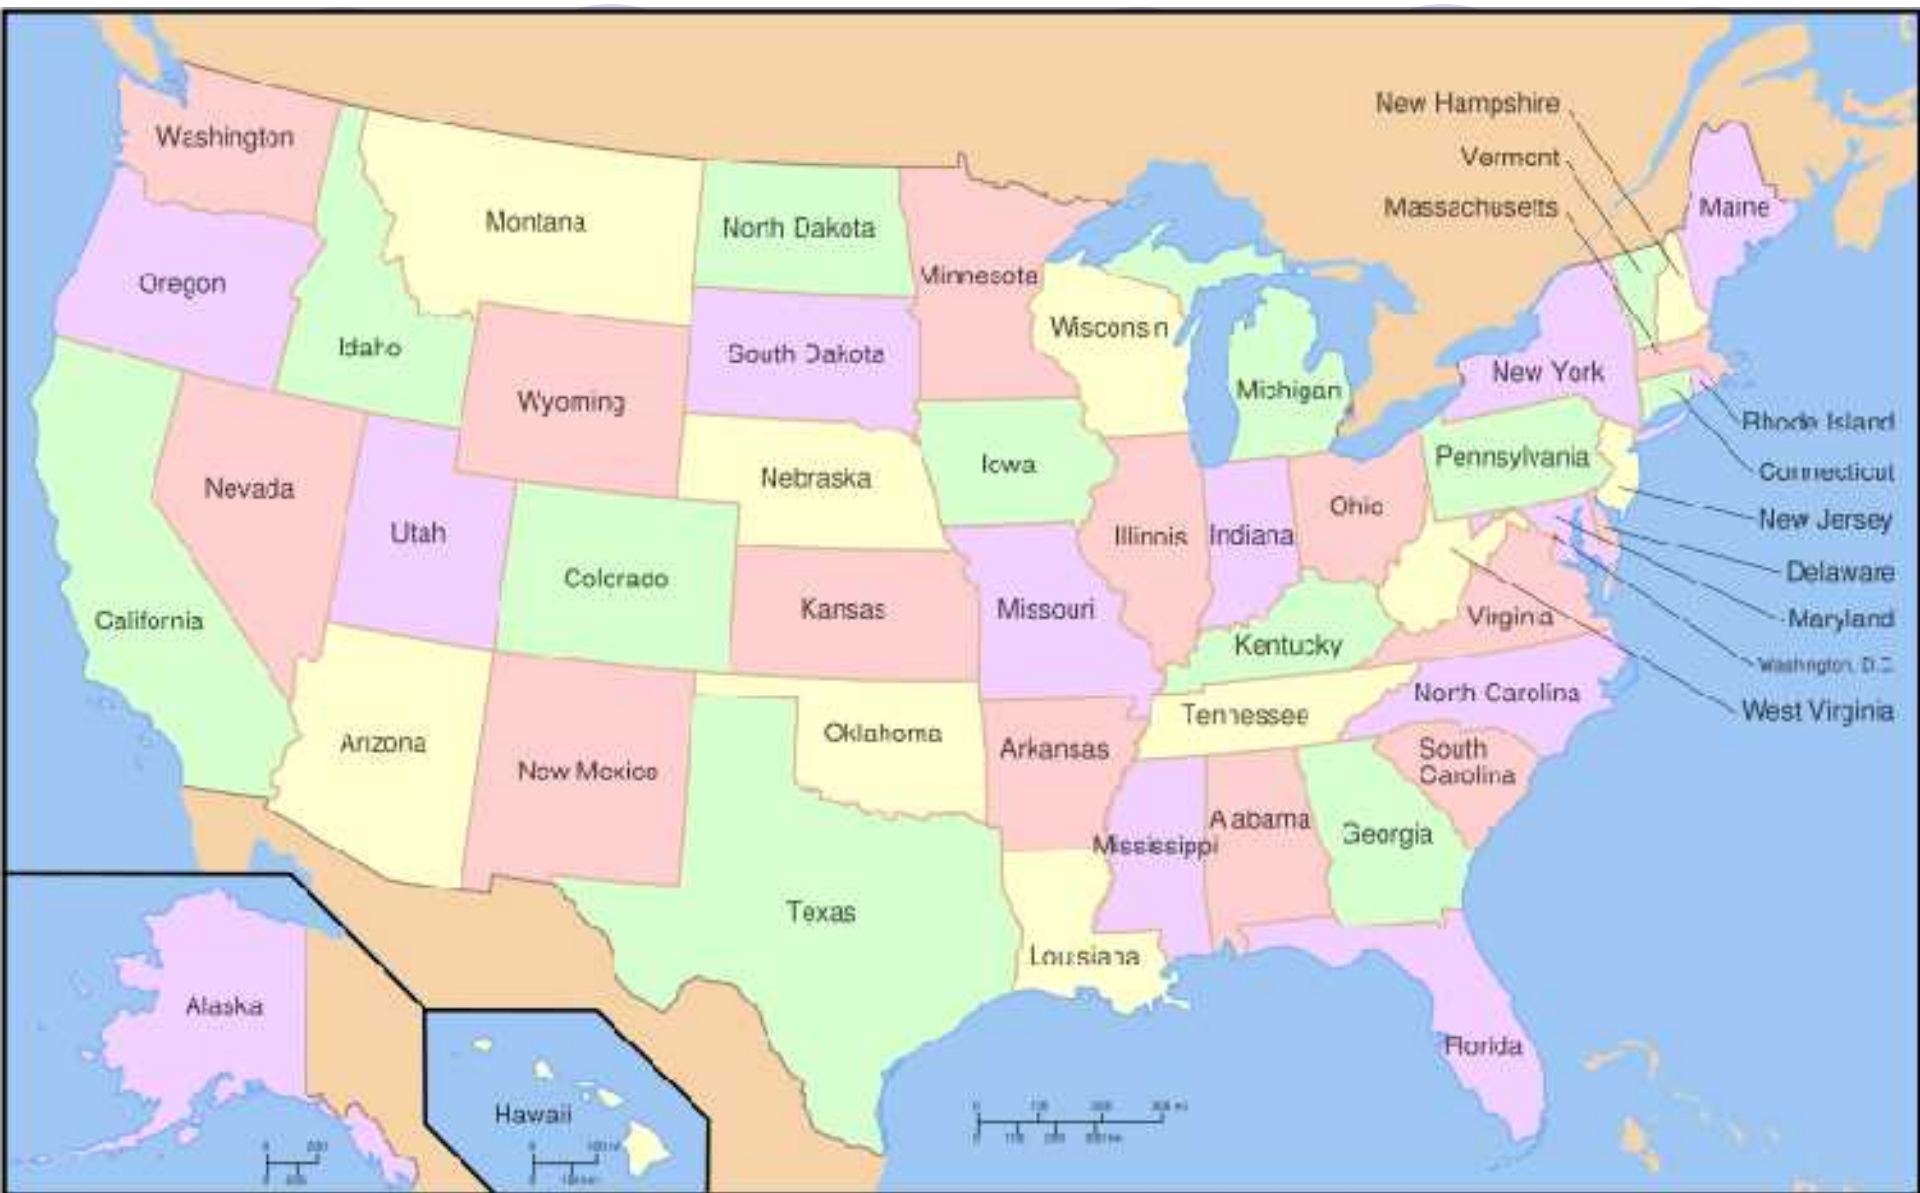 New Hampshire
Washington
Vermont
Massachusetts
Maine
Montana
North Dakota
Minnesota
Oregon
Wisconsin
Idaho
South Dakota
Michigan
New York
Wyoming
Rhode Island
Iowa
Pennsylvania
Connecticut
Nevada
Nebraska
Ohio
New Jersey
Utah
Illinois
Indiana
Colorado
Delaware
California
Kansas
Missouri
Virginia
Maryland
Kentucky
Washington, D.C.
North Carolina
Tennessee
West Virginia
Arizona
Oklahoma
Arkansas
South
Carolina
New Mexico
Alabama
Georgia
Mississippi
Texas
Louisiana
Alaska
Florida
Hawaii